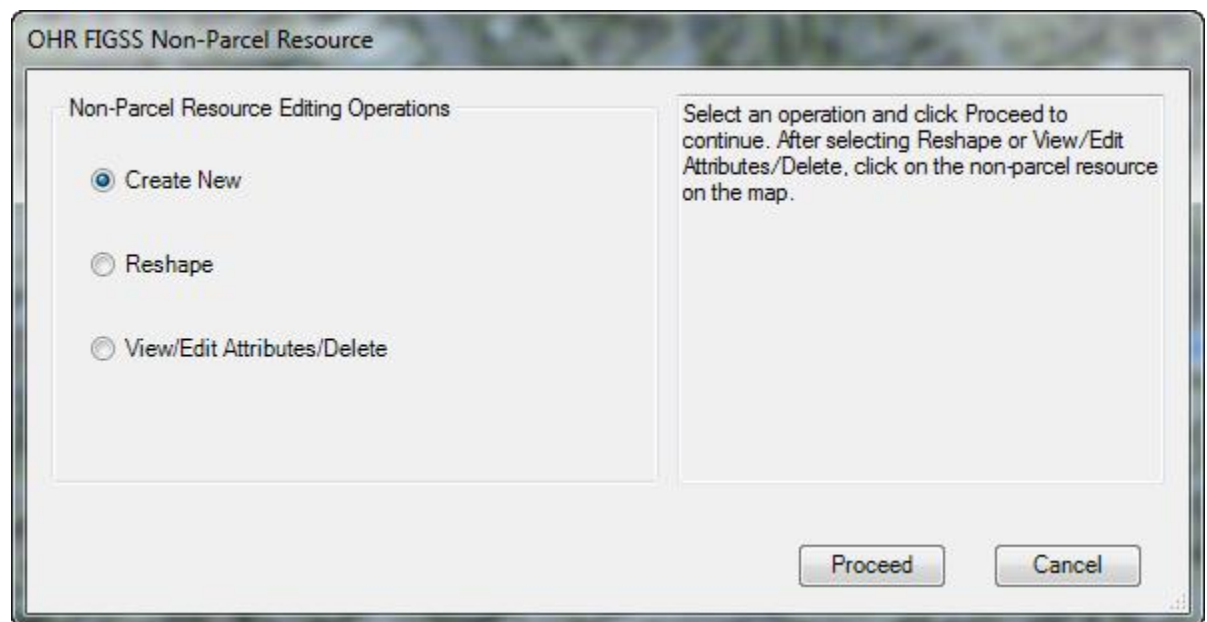 OHR FIGSS Non-Parcel Resource
Non-Parcel Resource Editing Operations
Create New
Reshape
View/Edit Attributes/Delete
Select an operation and click Proceed to
continue. After selecting Reshape or View/Edit
Attributes/Delete, click on the non-parcel resource
on the map.
Proceed
Cancel